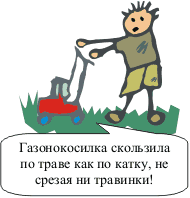 Газонокосилка скользила
по траве как по катку, не
срезая ни травинки!